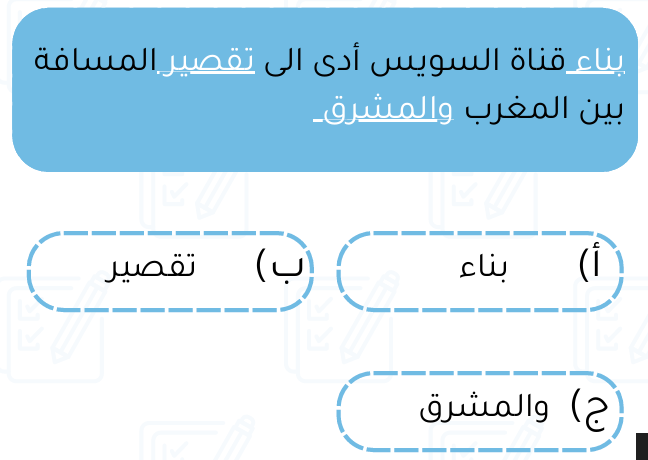 بناء قناة السويس أدى الى تقصير المسافة
بين المغرب والمشرق
أ) بناء
ب) تقصير
ج) والمشرق